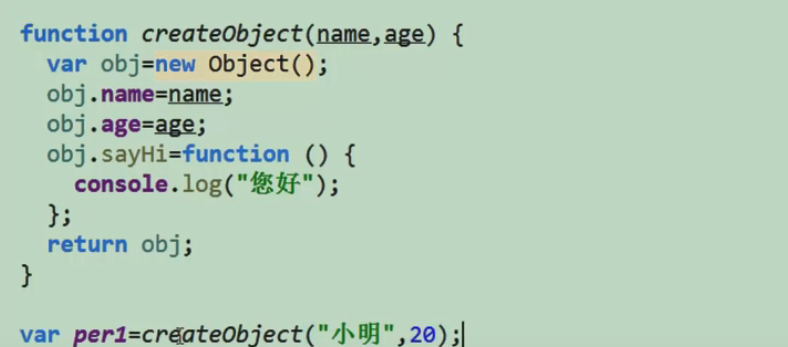 function createObject(name,age) {
var obj=new Object();
obj.name=name;
obj.age=age;
obj.sayHi=function () {
console.log("您好");
};
return obj;
}
var per1=createObject("小明",20);